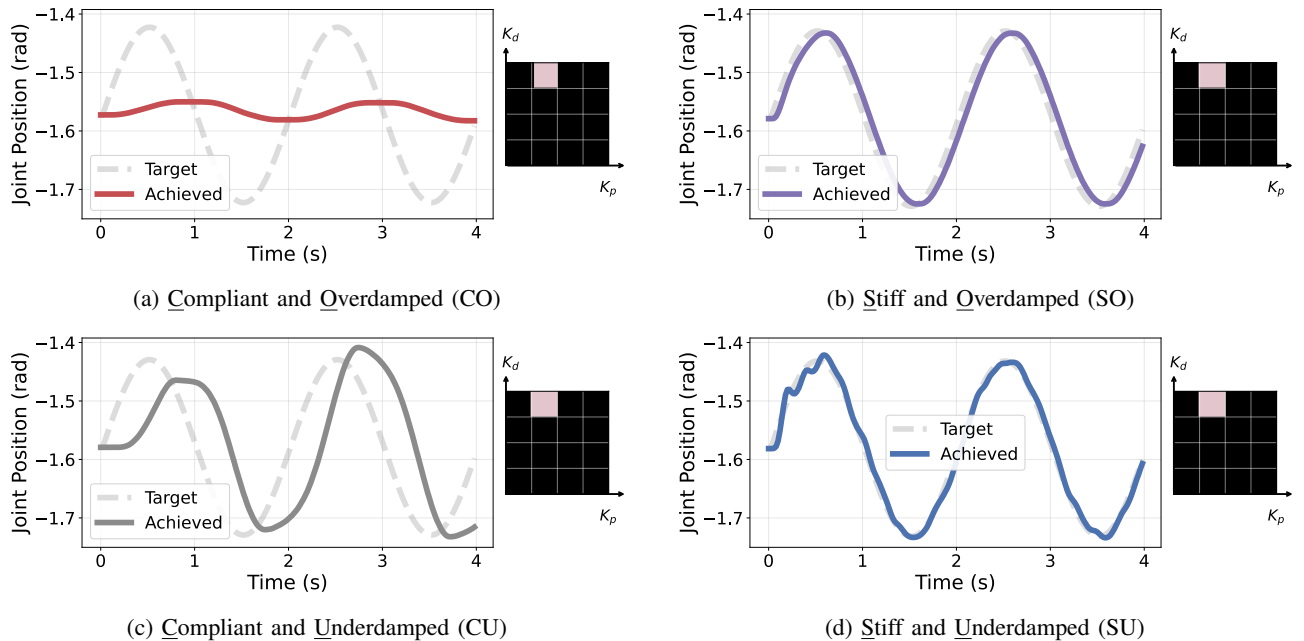 −1.4
−1.5
−1.6
−1.7
Joint Position (rad)
Target
Achieved
0 1 2 3 4
Time (s)
K_d
K_p
(a) Compliant and Overdamped (CO)
−1.4
−1.5
−1.6
−1.7
Joint Position (rad)
Target
Achieved
0 1 2 3 4
Time (s)
K_d
K_p
(b) Stiff and Overdamped (SO)
−1.4
−1.5
−1.6
−1.7
Joint Position (rad)
Target
Achieved
0 1 2 3 4
Time (s)
K_d
K_p
(c) Compliant and Underdamped (CU)
−1.4
−1.5
−1.6
−1.7
Joint Position (rad)
Target
Achieved
0 1 2 3 4
Time (s)
K_d
K_p
(d) Stiff and Underdamped (SU)